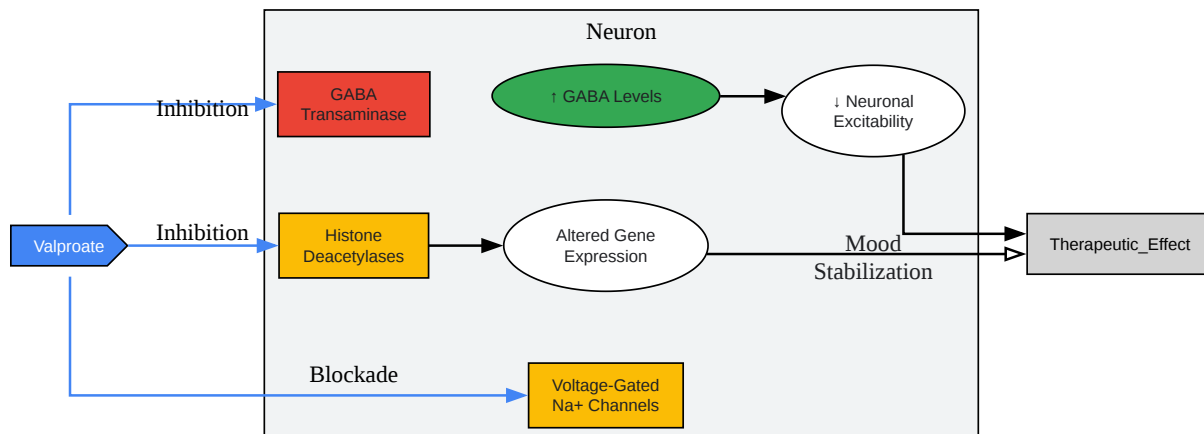 Neuron
GABA
Transaminase
↑ GABA Levels
↓ Neuronal
Excitability
Inhibition
Valproate
Inhibition
Histone
Deacetylases
Altered Gene
Expression
Mood
Stabilization
Therapeutic_Effect
Blockade
Voltage-Gated
Na+ Channels